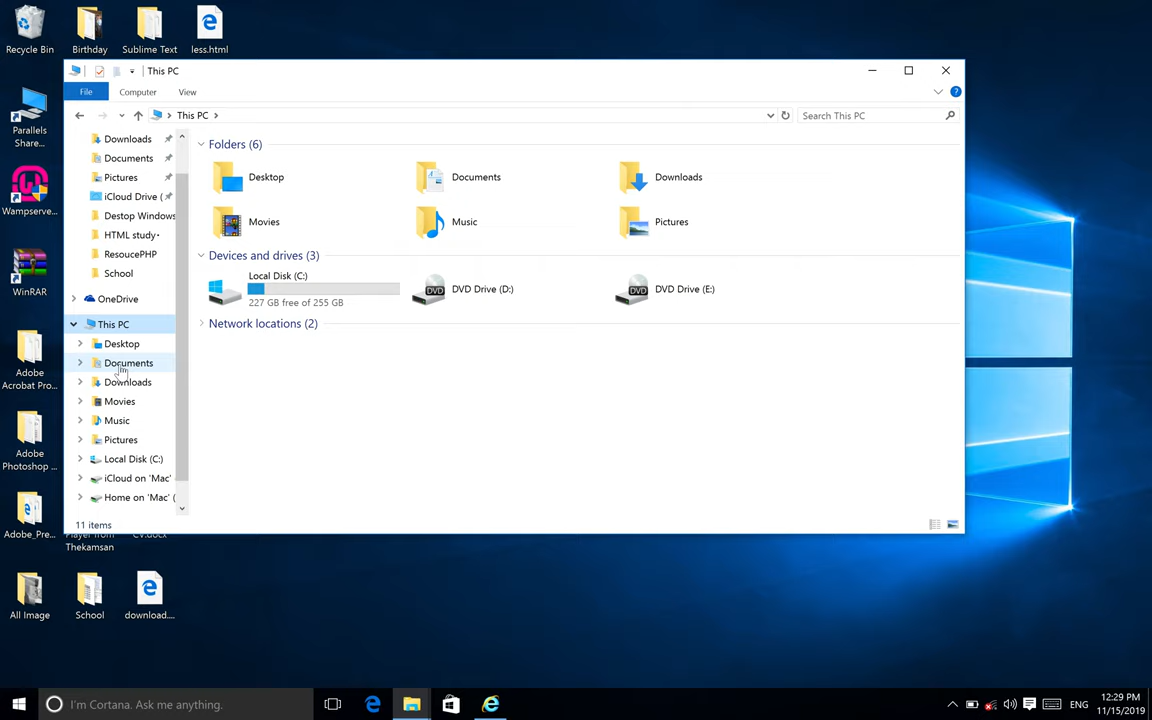 Recycle Bin
Birthday
Sublime Text
less.html
Parallels
Share...
Wampserve...
WinRAR
Adobe
Acrobat Pro...
Adobe
Photoshop ...
Adobe_Pre...
Player from
Thekamsan
CV.docx
All Image
School
download....
This PC
File
Computer
View
This PC
Search This PC
Downloads
Documents
Pictures
iCloud Drive (
Destop Windows
HTML study•
ResoucePHP
School
OneDrive
This PC
Desktop
Documents
Downloads
Movies
Music
Pictures
Local Disk (C:)
iCloud on 'Mac'
Home on 'Mac' (
Folders (6)
Desktop
Documents
Downloads
Movies
Music
Pictures
Devices and drives (3)
Local Disk (C:)
227 GB free of 255 GB
DVD
DVD Drive (D:)
DVD
DVD Drive (E:)
Network locations (2)
11 items
I'm Cortana. Ask me anything.
ENG
12:29 PM
11/15/2019